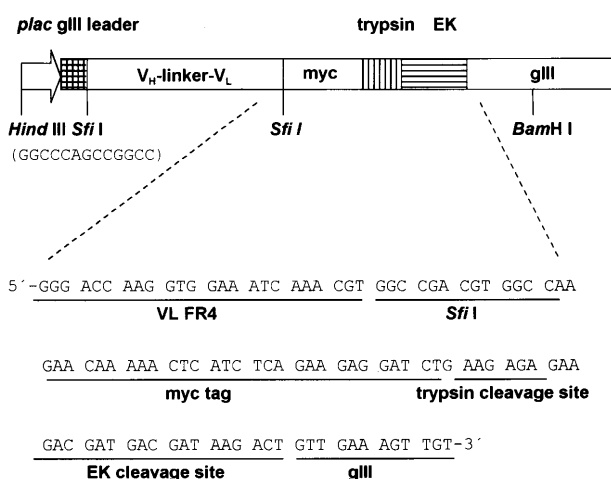 plac gIII leader trypsin EK
VH-linker-VL myc gIII
Hind III Sfi I Sfi I BamH I
(GGCCCAGCCGGCC)
5´-GGG ACC AAG GTG GAA ATC AAA CGT GGC CGA CGT GGC CAA
VL FR4 Sfi I
GAA CAA AAA CTC ATC TCA GAA GAG GAT CTG AAG AGA GAA
myc tag trypsin cleavage site
GAC GAT GAC GAT AAG ACT GTT GAA AGT TGT-3´
EK cleavage site gIII